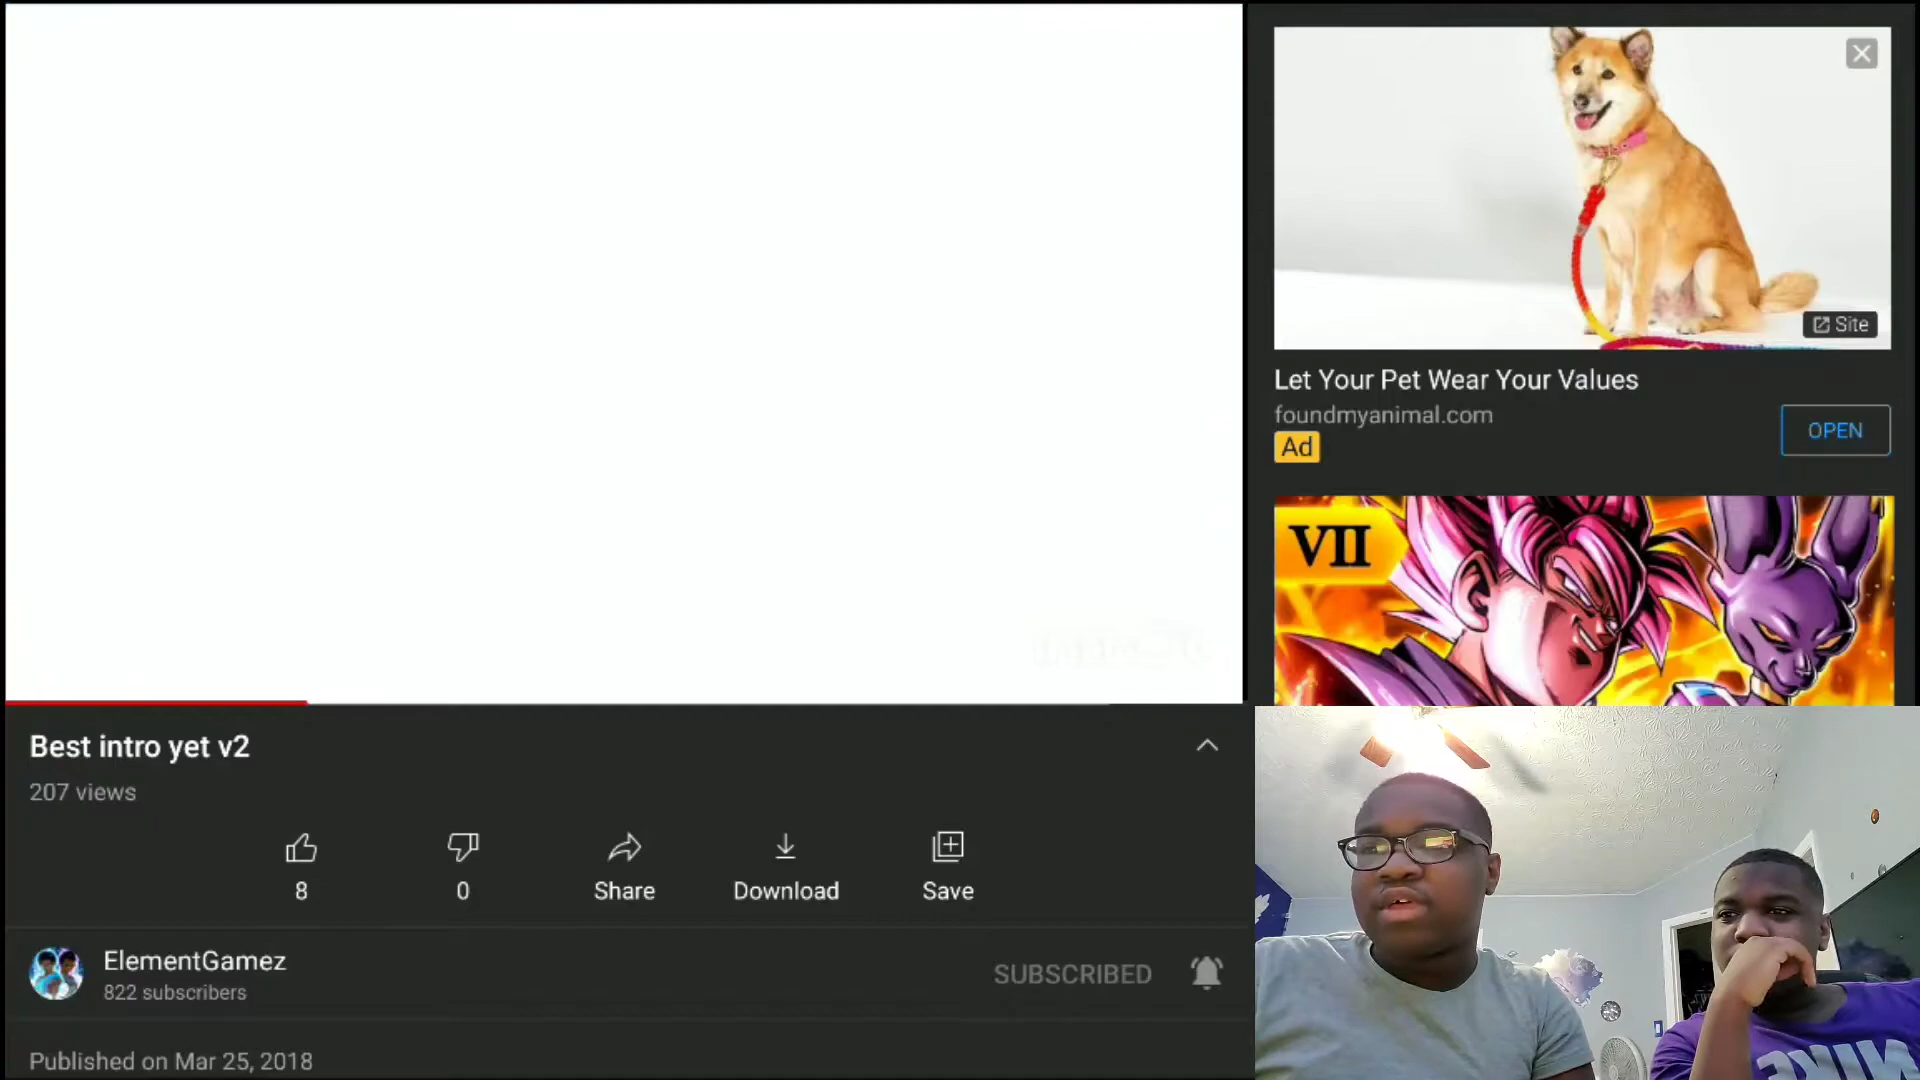 Site
Let Your Pet Wear Your Values
foundmyanimal.com
OPEN
Ad
VII
Best intro yet v2
207 views
8
0
Share
Download
Save
ElementGamez
822 subscribers
SUBSCRIBED
Published on Mar 25, 2018
NIKE